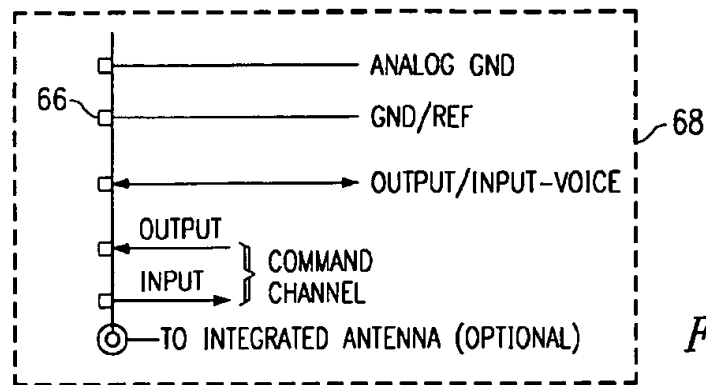 ANALOG GND
66
GND/REF
68
OUTPUT/INPUT-VOICE
OUTPUT
COMMAND
INPUT
CHANNEL
TO INTEGRATED ANTENNA (OPTIONAL)
F